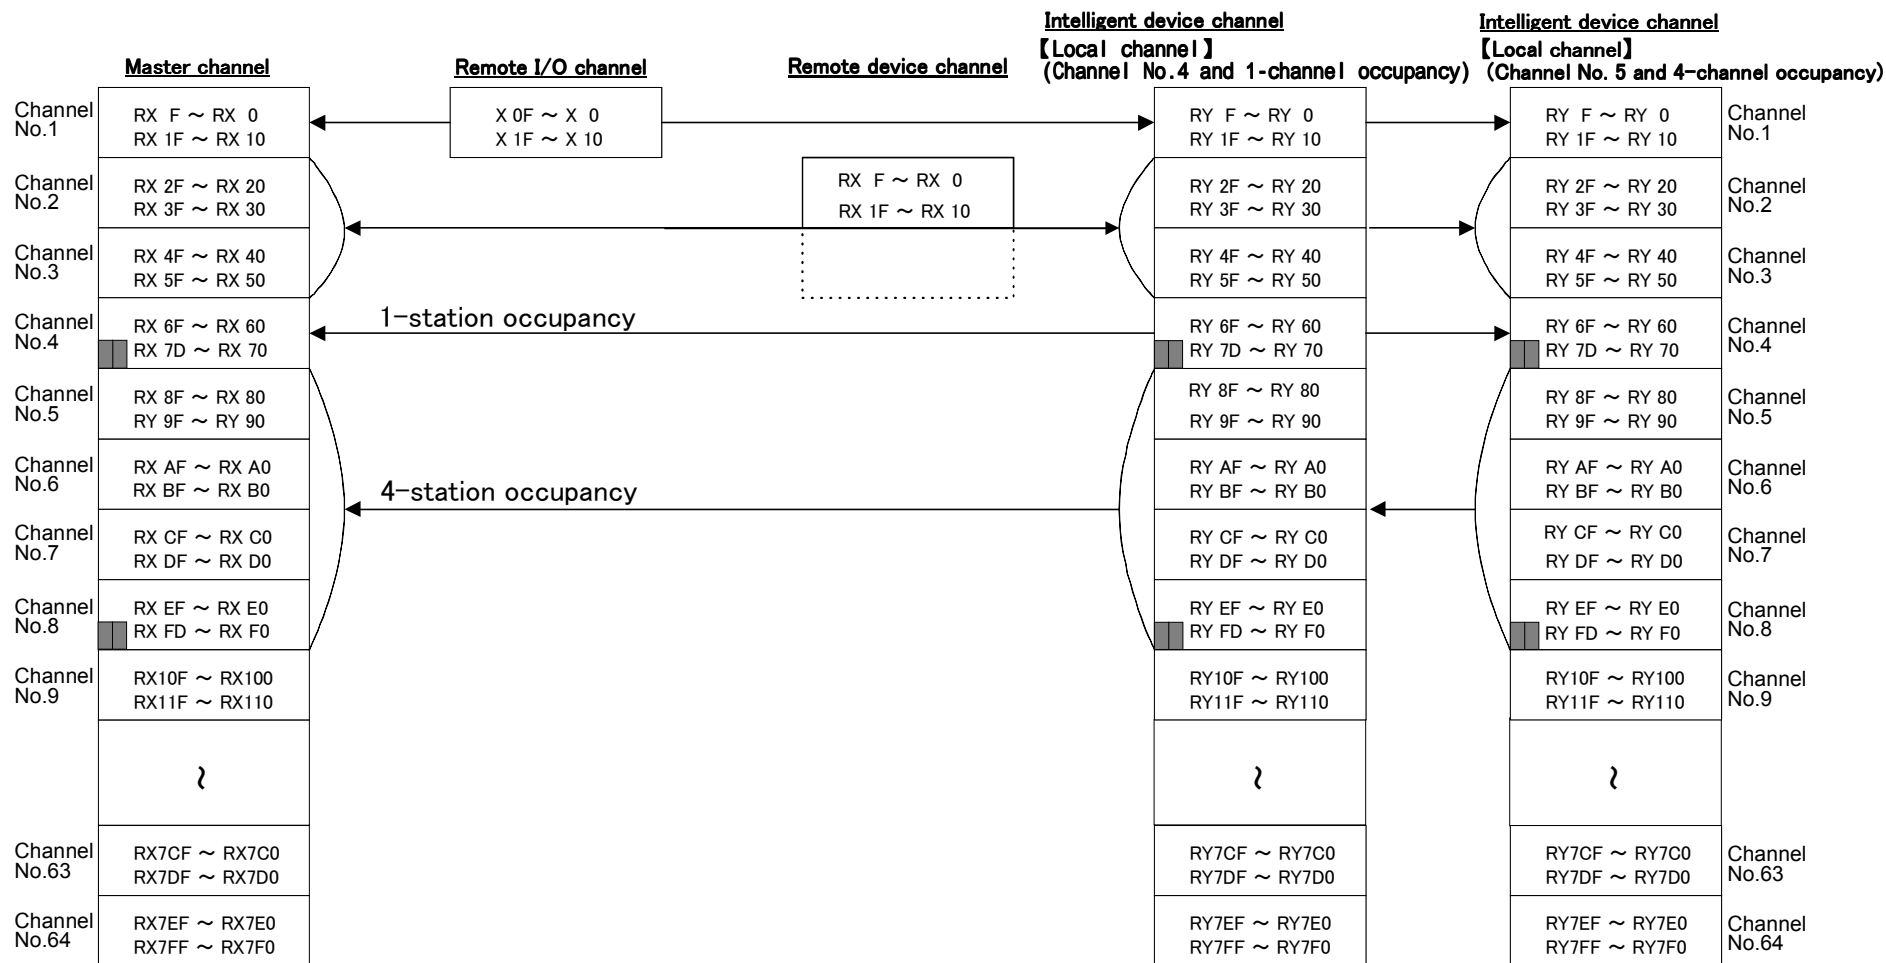 Master channel
Remote I/O channel
Remote device channel
Intelligent device channel
【Local channel】
(Channel No.4 and 1-channel occupancy)
Intelligent device channel
【Local channel】
(Channel No. 5 and 4-channel occupancy)
Channel
No.1
RX F ～ RX 0
RX 1F ～ RX 10
X 0F ～ X 0
X 1F ～ X 10
RY F ～ RY 0
RY 1F ～ RY 10
RY F ～ RY 0
RY 1F ～ RY 10
Channel
No.1
Channel
No.2
RX 2F ～ RX 20
RX 3F ～ RX 30
RX F ～ RX 0
RX 1F ～ RX 10
RY 2F ～ RY 20
RY 3F ～ RY 30
RY 2F ～ RY 20
RY 3F ～ RY 30
Channel
No.2
Channel
No.3
RX 4F ～ RX 40
RX 5F ～ RX 50
RY 4F ～ RY 40
RY 5F ～ RY 50
RY 4F ～ RY 40
RY 5F ～ RY 50
Channel
No.3
Channel
No.4
RX 6F ～ RX 60
RX 7D ～ RX 70
1-station occupancy
RY 6F ～ RY 60
RY 7D ～ RY 70
RY 6F ～ RY 60
RY 7D ～ RY 70
Channel
No.4
Channel
No.5
RX 8F ～ RX 80
RY 9F ～ RY 90
RY 8F ～ RY 80
RY 9F ～ RY 90
RY 8F ～ RY 80
RY 9F ～ RY 90
Channel
No.5
Channel
No.6
RX AF ～ RX A0
RX BF ～ RX B0
4-station occupancy
RY AF ～ RY A0
RY BF ～ RY B0
RY AF ～ RY A0
RY BF ～ RY B0
Channel
No.6
Channel
No.7
RX CF ～ RX C0
RX DF ～ RX D0
RY CF ～ RY C0
RY DF ～ RY D0
RY CF ～ RY C0
RY DF ～ RY D0
Channel
No.7
Channel
No.8
RX EF ～ RX E0
RX FD ～ RX F0
RY EF ～ RY E0
RY FD ～ RY F0
RY EF ～ RY E0
RY FD ～ RY F0
Channel
No.8
Channel
No.9
RX10F ～ RX100
RX11F ～ RX110
RY10F ～ RY100
RY11F ～ RY110
RY10F ～ RY100
RY11F ～ RY110
Channel
No.9
～
～
～
Channel
No.63
RX7CF ～ RX7C0
RX7DF ～ RX7D0
RY7CF ～ RY7C0
RY7DF ～ RY7D0
RY7CF ～ RY7C0
RY7DF ～ RY7D0
Channel
No.63
Channel
No.64
RX7EF ～ RX7E0
RX7FF ～ RX7F0
RY7EF ～ RY7E0
RY7FF ～ RY7F0
RY7EF ～ RY7E0
RY7FF ～ RY7F0
Channel
No.64